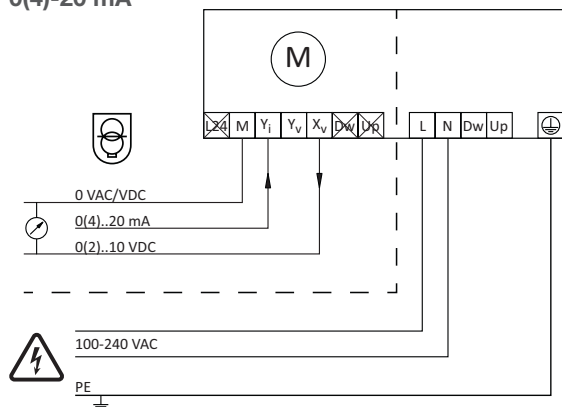 0(4)-20 mA
M
L24 M Yi Yv Xv Dw Up L N Dw Up
0 VAC/VDC
0(4)..20 mA
0(2)..10 VDC
100-240 VAC
PE